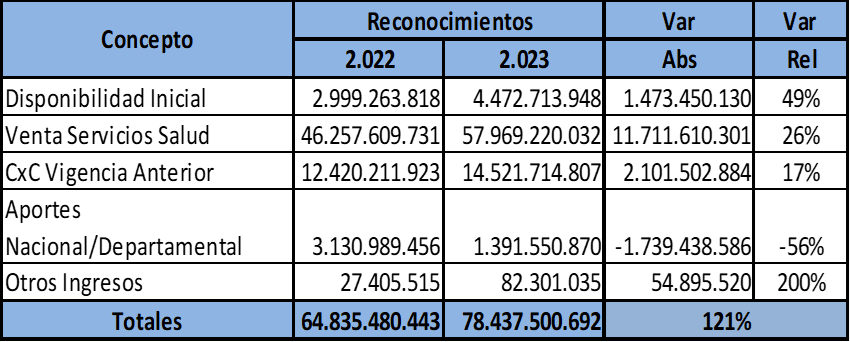 Concepto Reconocimientos Var Var
2.022 2.023 Abs Rel
Disponibilidad Inicial 2.999.263.818 4.472.713.948 1.473.450.130 49%
Venta Servicios Salud 46.257.609.731 57.969.220.032 11.711.610.301 26%
CxC Vigencia Anterior 12.420.211.923 14.521.714.807 2.101.502.884 17%
Aportes
Nacional/Departamental 3.130.989.456 1.391.550.870 -1.739.438.586 -56%
Otros Ingresos 27.405.515 82.301.035 54.895.520 200%
Totales 64.835.480.443 78.437.500.692 121%